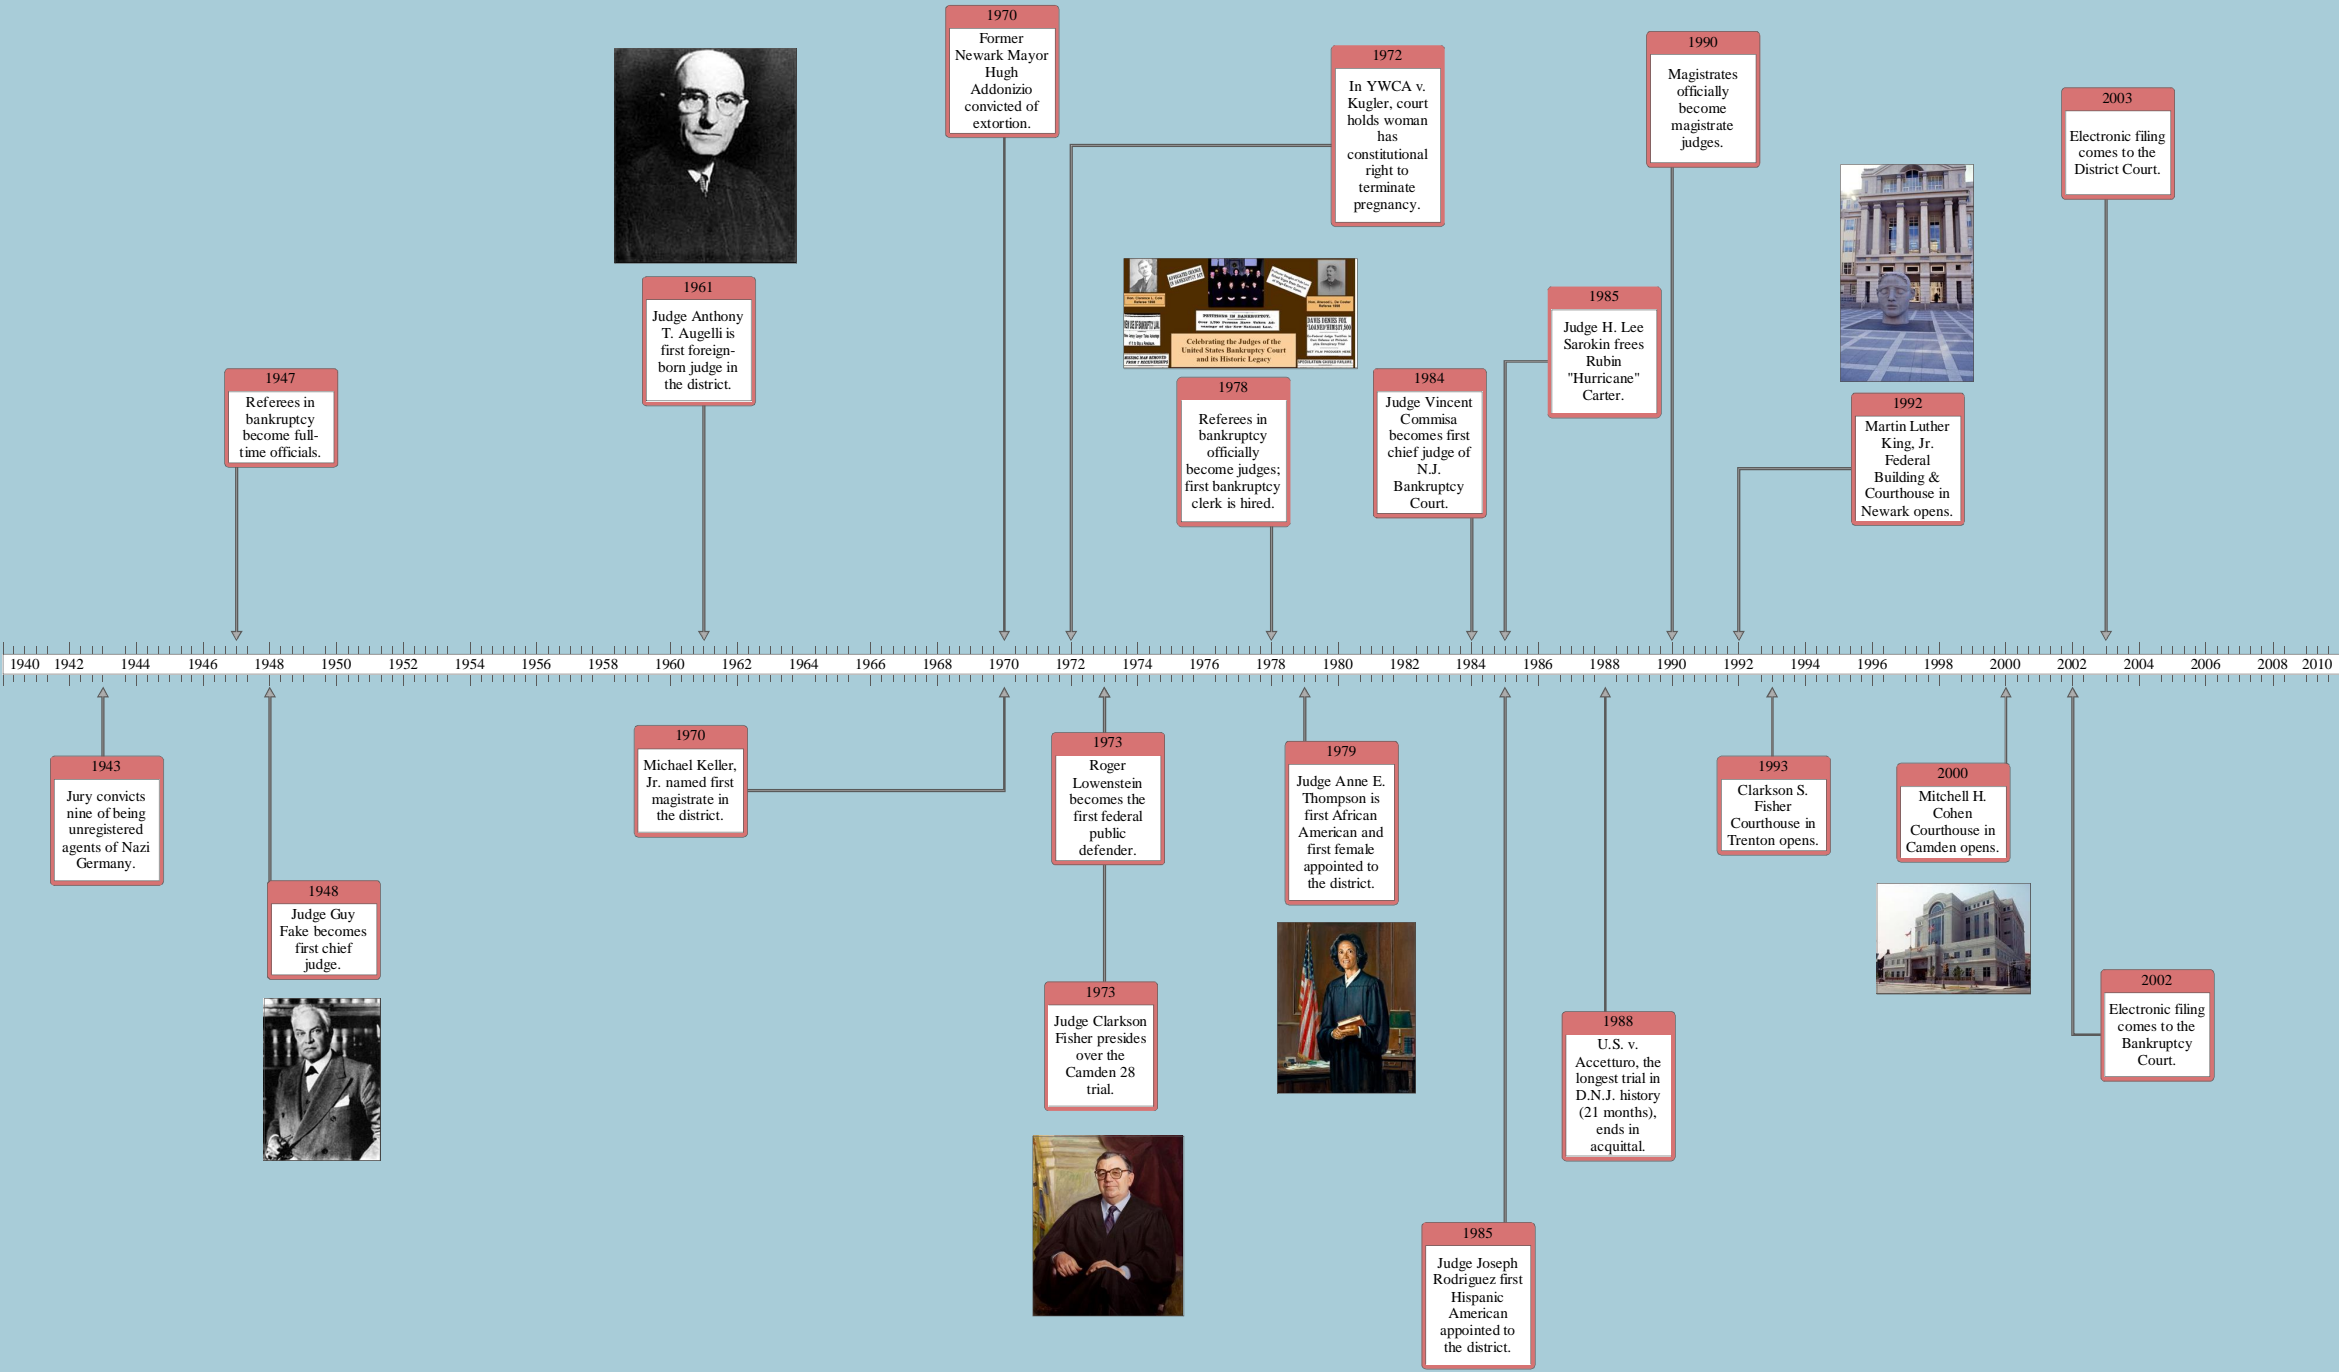 1970
Former
Newark Mayor
Hugh
Addonizio
convicted of
extortion.
1972
In YWCA v.
Kugler, court
holds woman
has
constitutional
right to
terminate
pregnancy.
1990
Magistrates
officially
become
magistrate
judges.
2003
Electronic filing
comes to the
District Court.
1961
Judge Anthony
T. Augelli is
first foreign-
born judge in
the district.
PETITIONS IN BANKRUPTCY.
Celebrating the Judges of the
United States Bankruptcy Court
and its Historic Legacy
1985
Judge H. Lee
Sarokin frees
Rubin
"Hurricane"
Carter.
1947
Referees in
bankruptcy
become full-
time officials.
1978
Referees in
bankruptcy
officially
become judges;
first bankruptcy
clerk is hired.
1984
Judge Vincent
Commisa
becomes first
chief judge of
N.J.
Bankruptcy
Court.
1992
Martin Luther
King, Jr.
Federal
Building &
Courthouse in
Newark opens.
1940 1942 1944 1946 1948 1950 1952 1954 1956 1958 1960 1962 1964 1966 1968 1970 1972 1974 1976 1978 1980 1982 1984 1986 1988 1990 1992 1994 1996 1998 2000 2002 2004 2006 2008 2010
1943
Jury convicts
nine of being
unregistered
agents of Nazi
Germany.
1948
Judge Guy
Fake becomes
first chief
judge.
1970
Michael Keller,
Jr. named first
magistrate in
the district.
1973
Roger
Lowenstein
becomes the
first federal
public
defender.
1973
Judge Clarkson
Fisher presides
over the
Camden 28
trial.
1979
Judge Anne E.
Thompson is
first African
American and
first female
appointed to
the district.
1985
Judge Joseph
Rodriguez first
Hispanic
American
appointed to
the district.
1988
U.S. v.
Accetturo, the
longest trial in
D.N.J. history
(21 months),
ends in
acquittal.
1993
Clarkson S.
Fisher
Courthouse in
Trenton opens.
2000
Mitchell H.
Cohen
Courthouse in
Camden opens.
2002
Electronic filing
comes to the
Bankruptcy
Court.